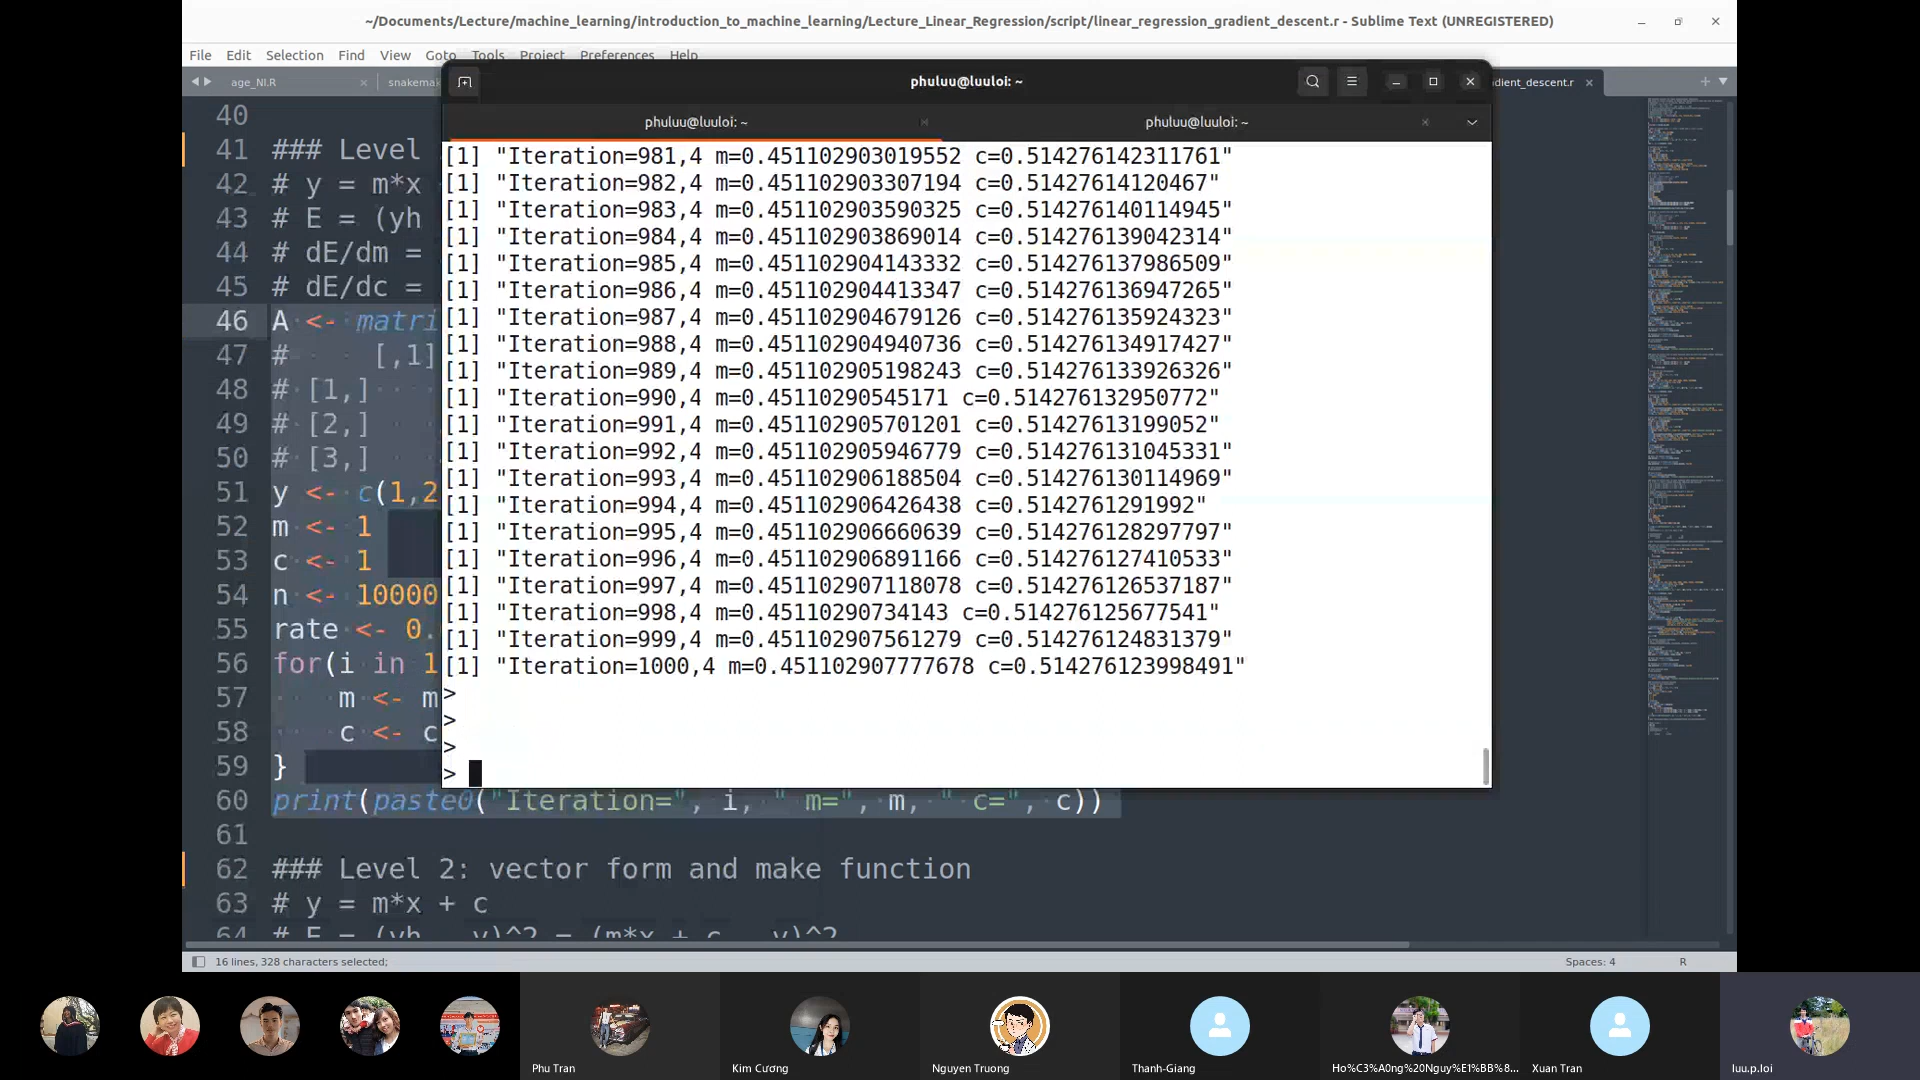 ~/Documents/Lecture/machine_learning/introduction_to_machine_learning/Lecture_Linear_Regression/script/linear_regression_gradient_descent.r - Sublime Text (UNREGISTERED)
File Edit Selection Find View Goto Tools Project Preferences Help
age_NI.R
phuluu@luuloi: ~
phuluu@luuloi: ~
phuluu@luuloi: ~
dient_descent.r
[1] "Iteration=981,4 m=0.451102903019552 c=0.514276142311761"
[1] "Iteration=982,4 m=0.451102903307194 c=0.51427614120467"
[1] "Iteration=983,4 m=0.451102903590325 c=0.514276140114945"
[1] "Iteration=984,4 m=0.451102903869014 c=0.514276139042314"
[1] "Iteration=985,4 m=0.451102904143332 c=0.514276137986509"
[1] "Iteration=986,4 m=0.451102904413347 c=0.514276136947265"
[1] "Iteration=987,4 m=0.451102904679126 c=0.514276135924323"
[1] "Iteration=988,4 m=0.451102904940736 c=0.514276134917427"
[1] "Iteration=989,4 m=0.451102905198243 c=0.514276133926326"
[1] "Iteration=990,4 m=0.45110290545171 c=0.514276132950772"
[1] "Iteration=991,4 m=0.451102905701201 c=0.51427613199052"
[1] "Iteration=992,4 m=0.451102905946779 c=0.514276131045331"
[1] "Iteration=993,4 m=0.451102906188504 c=0.514276130114969"
[1] "Iteration=994,4 m=0.451102906426438 c=0.5142761291992"
[1] "Iteration=995,4 m=0.451102906660639 c=0.514276128297797"
[1] "Iteration=996,4 m=0.451102906891166 c=0.514276127410533"
[1] "Iteration=997,4 m=0.451102907118078 c=0.514276126537187"
[1] "Iteration=998,4 m=0.45110290734143 c=0.514276125677541"
[1] "Iteration=999,4 m=0.451102907561279 c=0.514276124831379"
[1] "Iteration=1000,4 m=0.451102907777678 c=0.514276123998491"
>
>
>
>
40
41 ### Level
42 # y = m*x
43 # E = (yh
44 # dE/dm =
45 # dE/dc =
46 A <- matri
47 # [,1]
48 # [1,]
49 # [2,]
50 # [3,]
51 y <- c(1,2
52 m <- 1
53 c <- 1
54 n <- 10000
55 rate <- 0.
56 for(i in 1
57 m <- m
58 c <- c
59 }
60 print(paste0("Iteration=", i, " m=", m, " c=", c))
61
62 ### Level 2: vector form and make function
63 # y = m*x + c
64 # E = (yh - y)^2 = (m*x + c - y)^2
16 lines, 328 characters selected;
Spaces: 4
R
Phu Tran
Kim Cương
Nguyen Truong
Thanh-Giang
Ho%C3%A0ng%20Nguy%E1%BB%8...
Xuan Tran
luu.p.loi